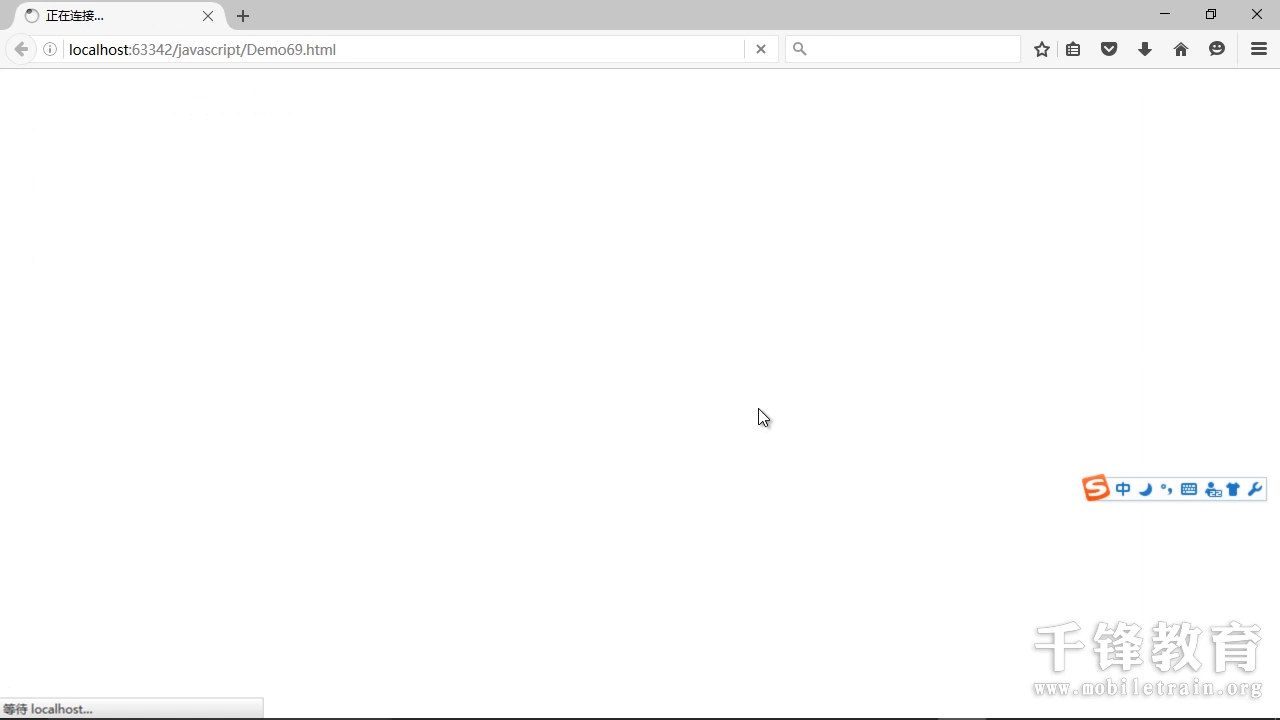 正在连接...
localhost:63342/javascript/Demo69.html
S中
千锋教育
www.mobiletrain.org
等待 localhost...